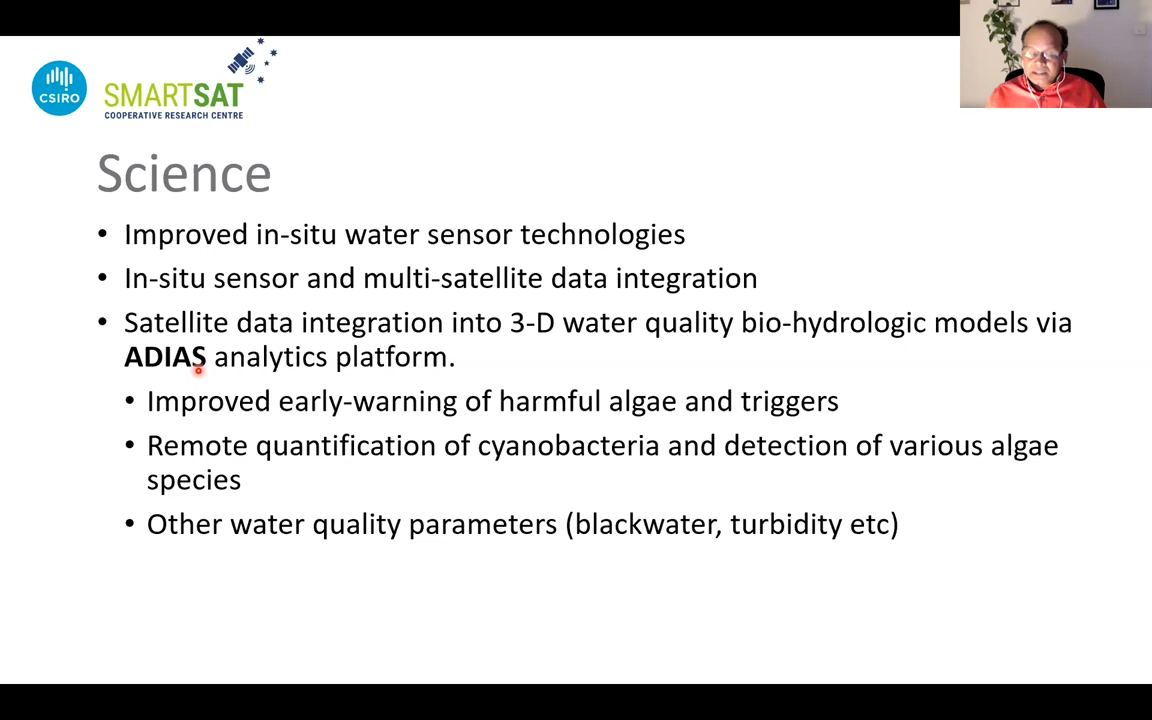 CSIRO
SMARTSAT
COOPERATIVE RESEARCH CENTRE
Science
• Improved in-situ water sensor technologies
• In-situ sensor and multi-satellite data integration
• Satellite data integration into 3-D water quality bio-hydrologic models via
ADIAS analytics platform.
• Improved early-warning of harmful algae and triggers
• Remote quantification of cyanobacteria and detection of various algae
species
• Other water quality parameters (blackwater, turbidity etc)